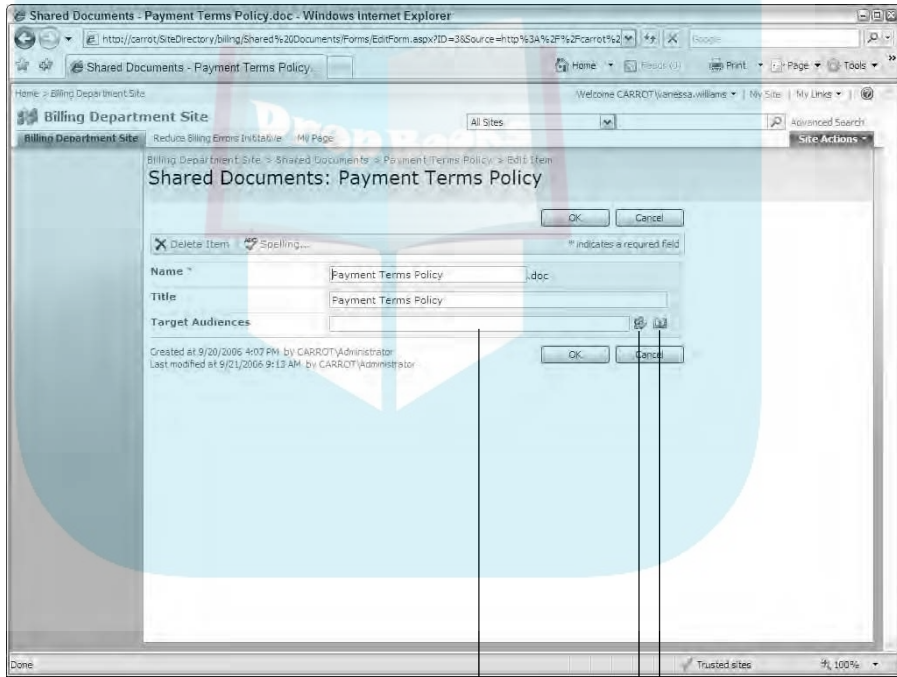 Shared Documents - Payment Terms Policy.doc - Windows Internet Explorer
http://carrot/SiteDirectory/billing/Shared%20Documents/Forms/EditForm.aspx?ID=3&Source=http%3A%2F%2Fcarrot%2
Google
Shared Documents - Payment Terms Policy
Home
Print
Page
Tools
Home > Billing Department Site
Welcome CARROT\vanessa.williams | My Site | My Links
Billing Department Site
All Sites
Advanced Search
Billing Department Site
Reduce Billing Errors Initiative
My Page
Site Actions
Billing Department Site > Shared Documents > Payment Terms Policy > Edit Item
Shared Documents: Payment Terms Policy
OK
Cancel
Delete Item
Spelling...
* indicates a required field
Name *
Payment Terms Policy
.doc
Title
Payment Terms Policy
Target Audiences
Created at 9/20/2006 4:07 PM by CARROT\Administrator
Last modified at 9/21/2006 9:13 AM by CARROT\Administrator
OK
Cancel
Done
Trusted sites
100%